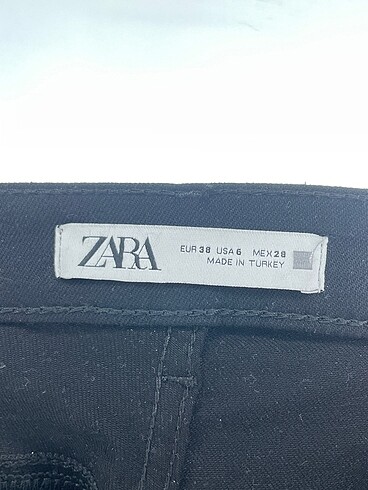 ZARA
EUR 38 USA 6 MEX 28
MADE IN TURKEY